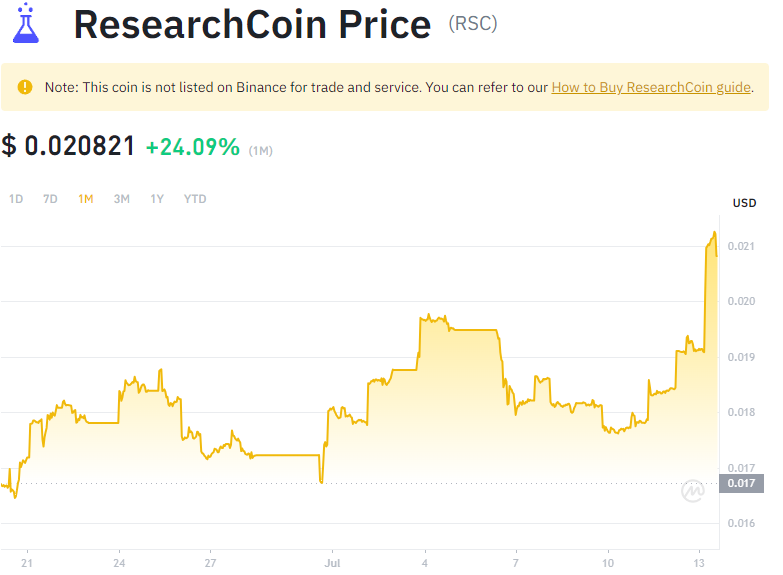 ResearchCoin Price (RSC)
Note: This coin is not listed on Binance for trade and service. You can refer to our How to Buy ResearchCoin guide.
$ 0.020821 +24.09% (1M)
1D 7D 1M 3M 1Y YTD
USD
0.021
0.020
0.019
0.018
0.017
0.017
0.016
21 24 27 Jul 4 7 10 13